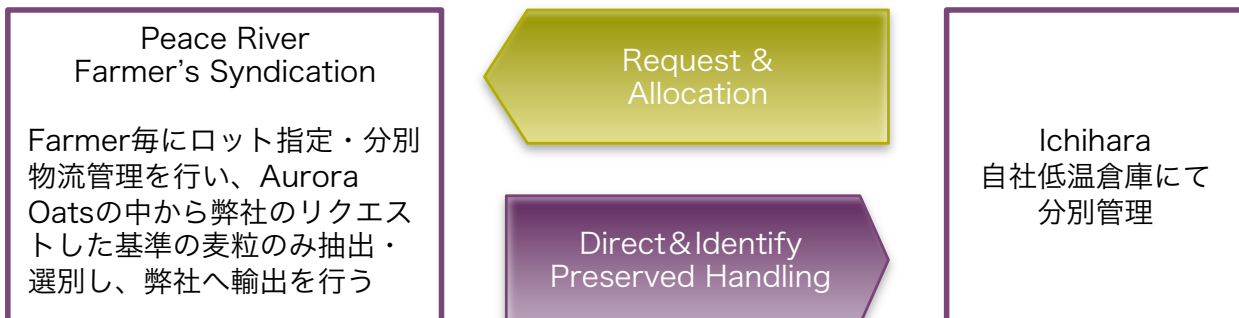 Peace River
Farmer’s Syndication
Farmer毎にロット指定・分別
物流管理を行い、Aurora
Oatsの中から弊社のリクエス
トした基準の麦粒のみ抽出・
選別し、弊社へ輸出を行う
Request &
Allocation
Direct＆Identify
Preserved Handling
Ichihara
自社低温倉庫にて
分別管理